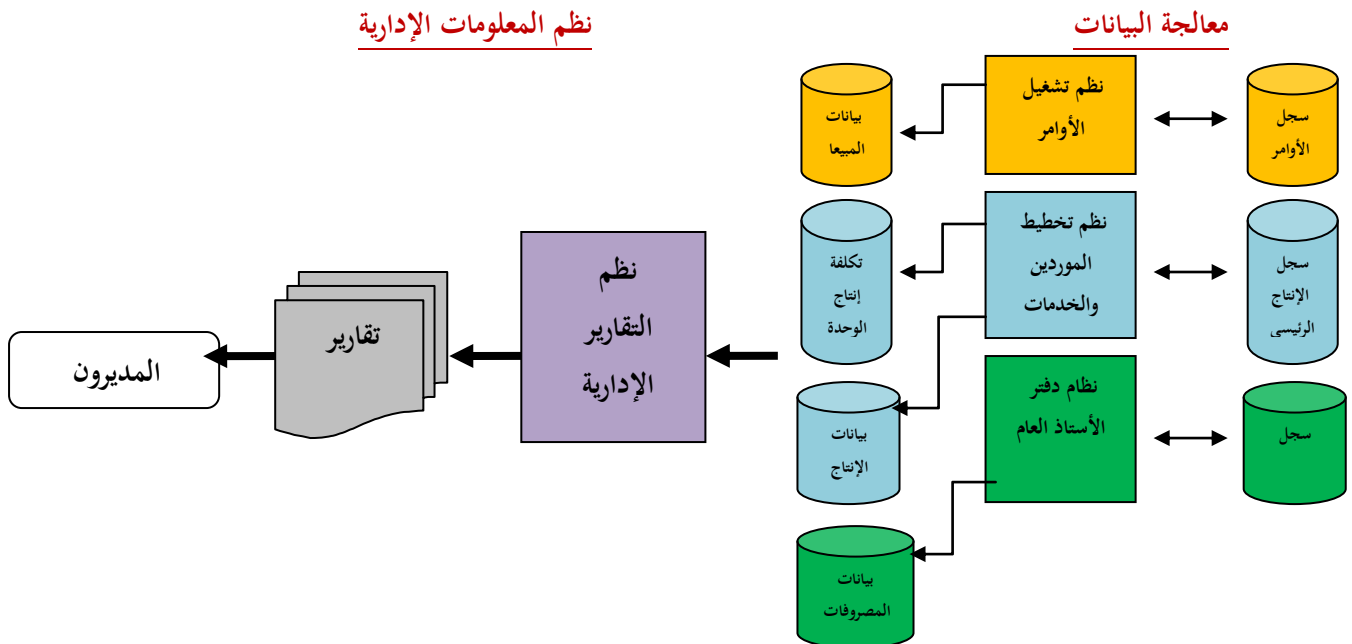 معالجة البيانات
نظم المعلومات الإدارية
سجل
الأوامر
نظم تشغيل
الأوامر
بيانات
المبيعا
سجل
الإنتاج
الرئيسى
نظم تخطيط
الموردين
والخدمات
تكلفة
إنتاج
الوحدة
بيانات
الإنتاج
سجل
نظام دفتر
الأستاذ العام
بيانات
المصروفات
نظم
التقارير
الإدارية
تقارير
المديرون